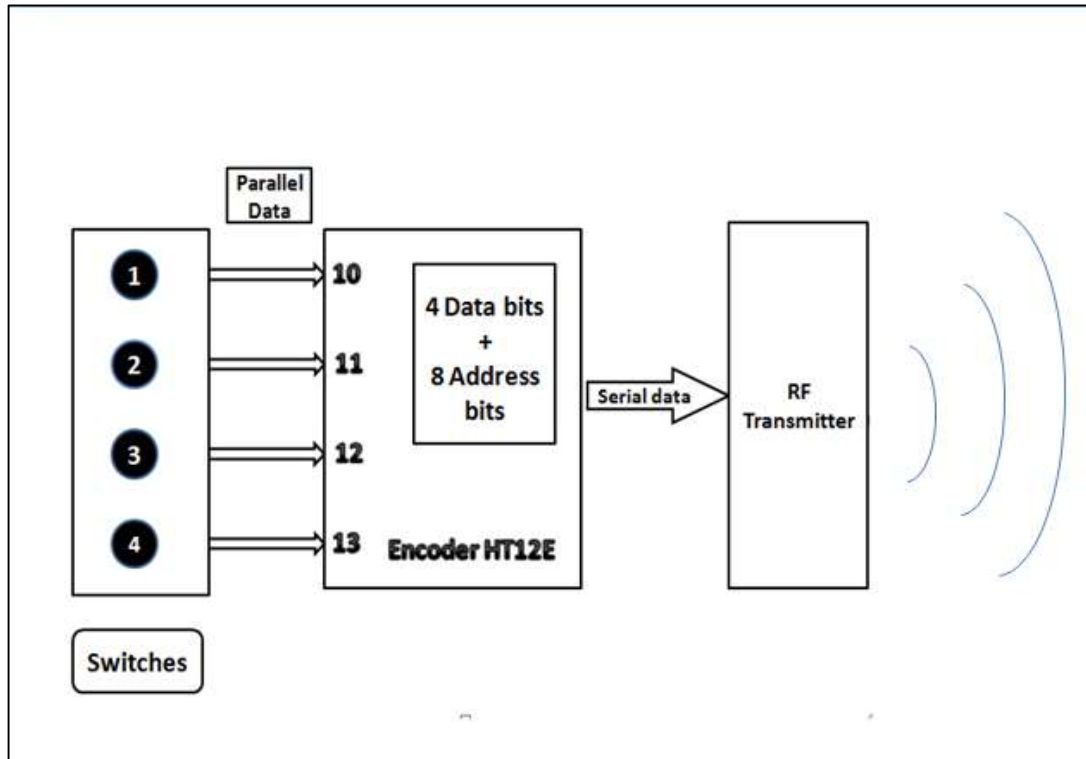 Parallel
Data
1
2
3
4
10
11
12
13
4 Data bits
+
8 Address
bits
Encoder HT12E
Serial data
RF
Transmitter
Switches